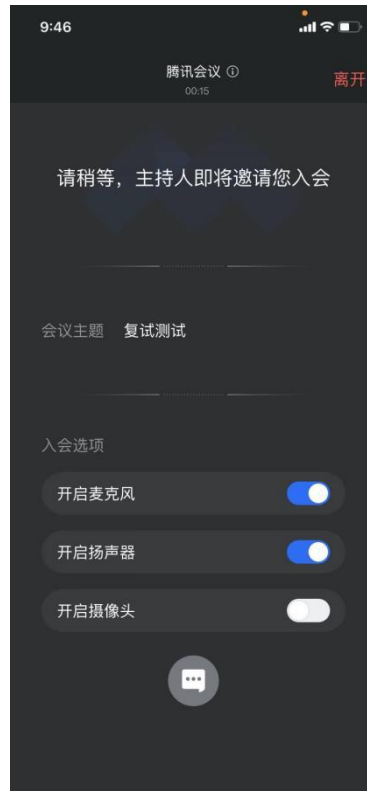 9:46
腾讯会议
离开
00:15
请稍等，主持人即将邀请您入会
会议主题 复试测试
入会选项
开启麦克风
开启扬声器
开启摄像头